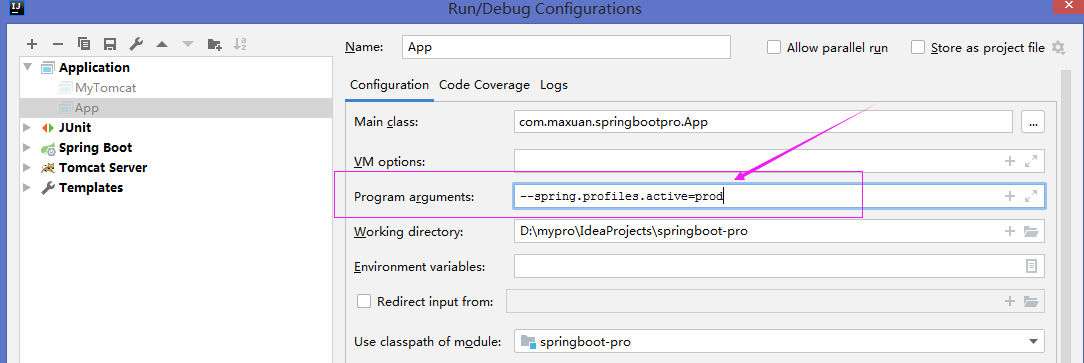 IJ
Run/Debug Configurations
Application
MyTomcat
App
JUnit
Spring Boot
Tomcat Server
Templates
Name: App Allow parallel run Store as project file
Configuration Code Coverage Logs
Main class: com.maxuan.springbootpro.App ...
VM options:
Program arguments: --spring.profiles.active=prod
Working directory: D:\mypro\IdeaProjects\springboot-pro
Environment variables:
Redirect input from:
Use classpath of module: springboot-pro